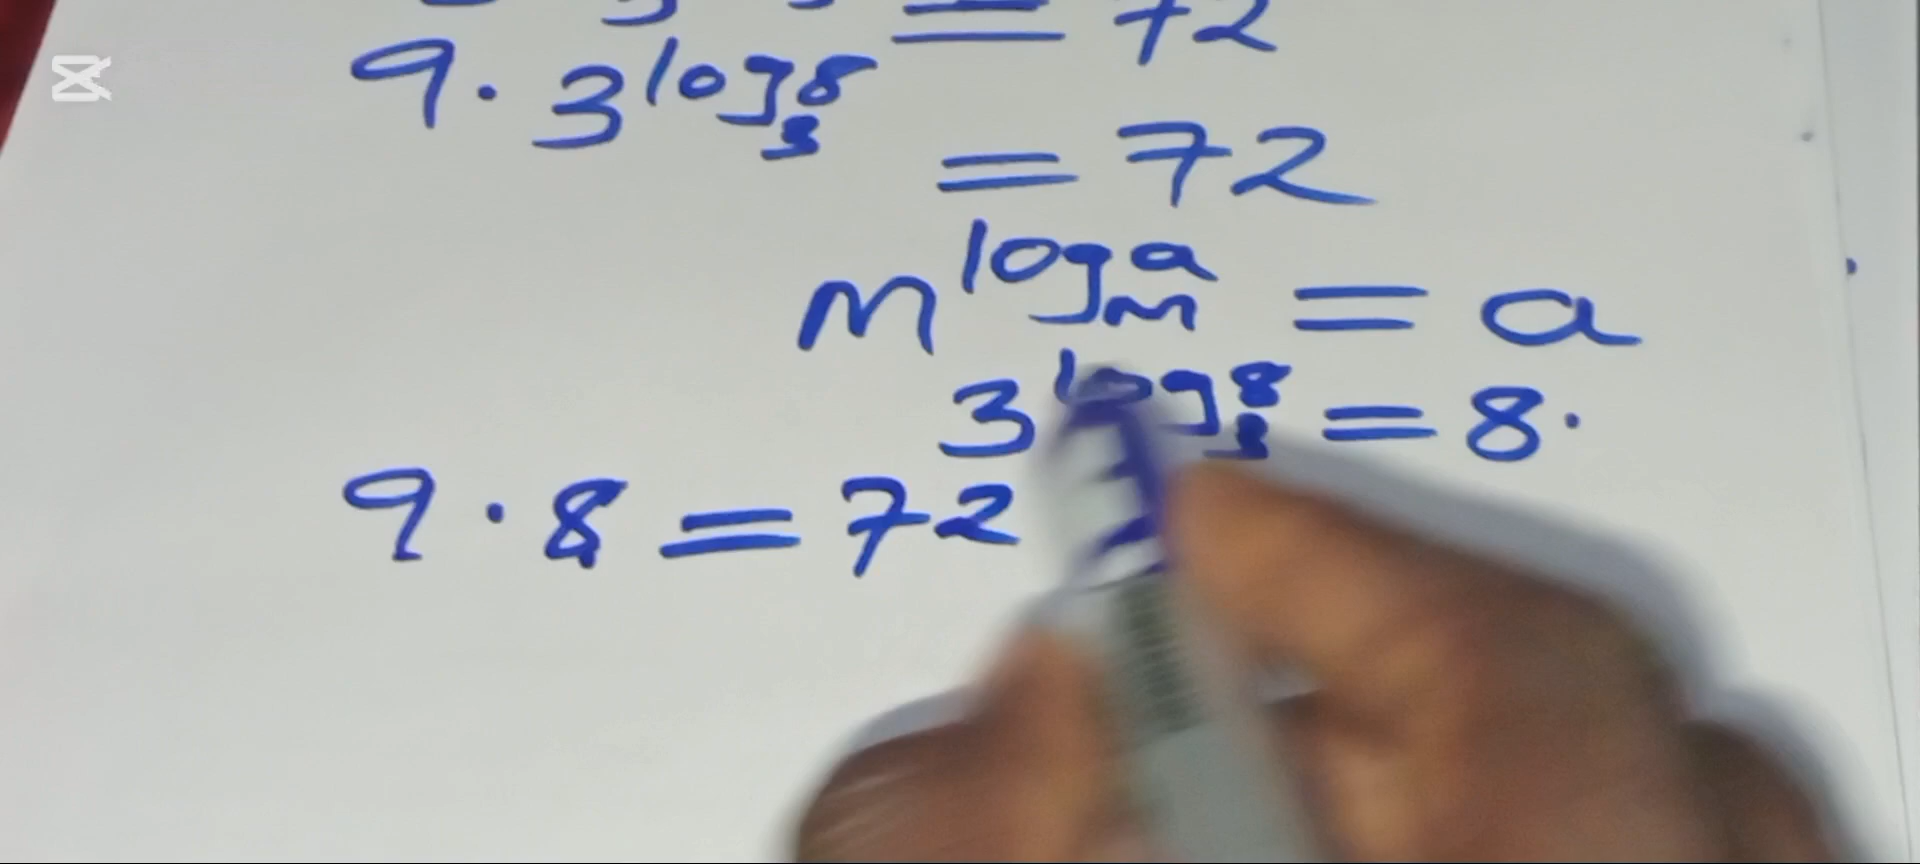 = 72
9 · 3^log₃8
= 72
m^logₘa = a
3^log₃8 = 8·
9 · 8 = 72